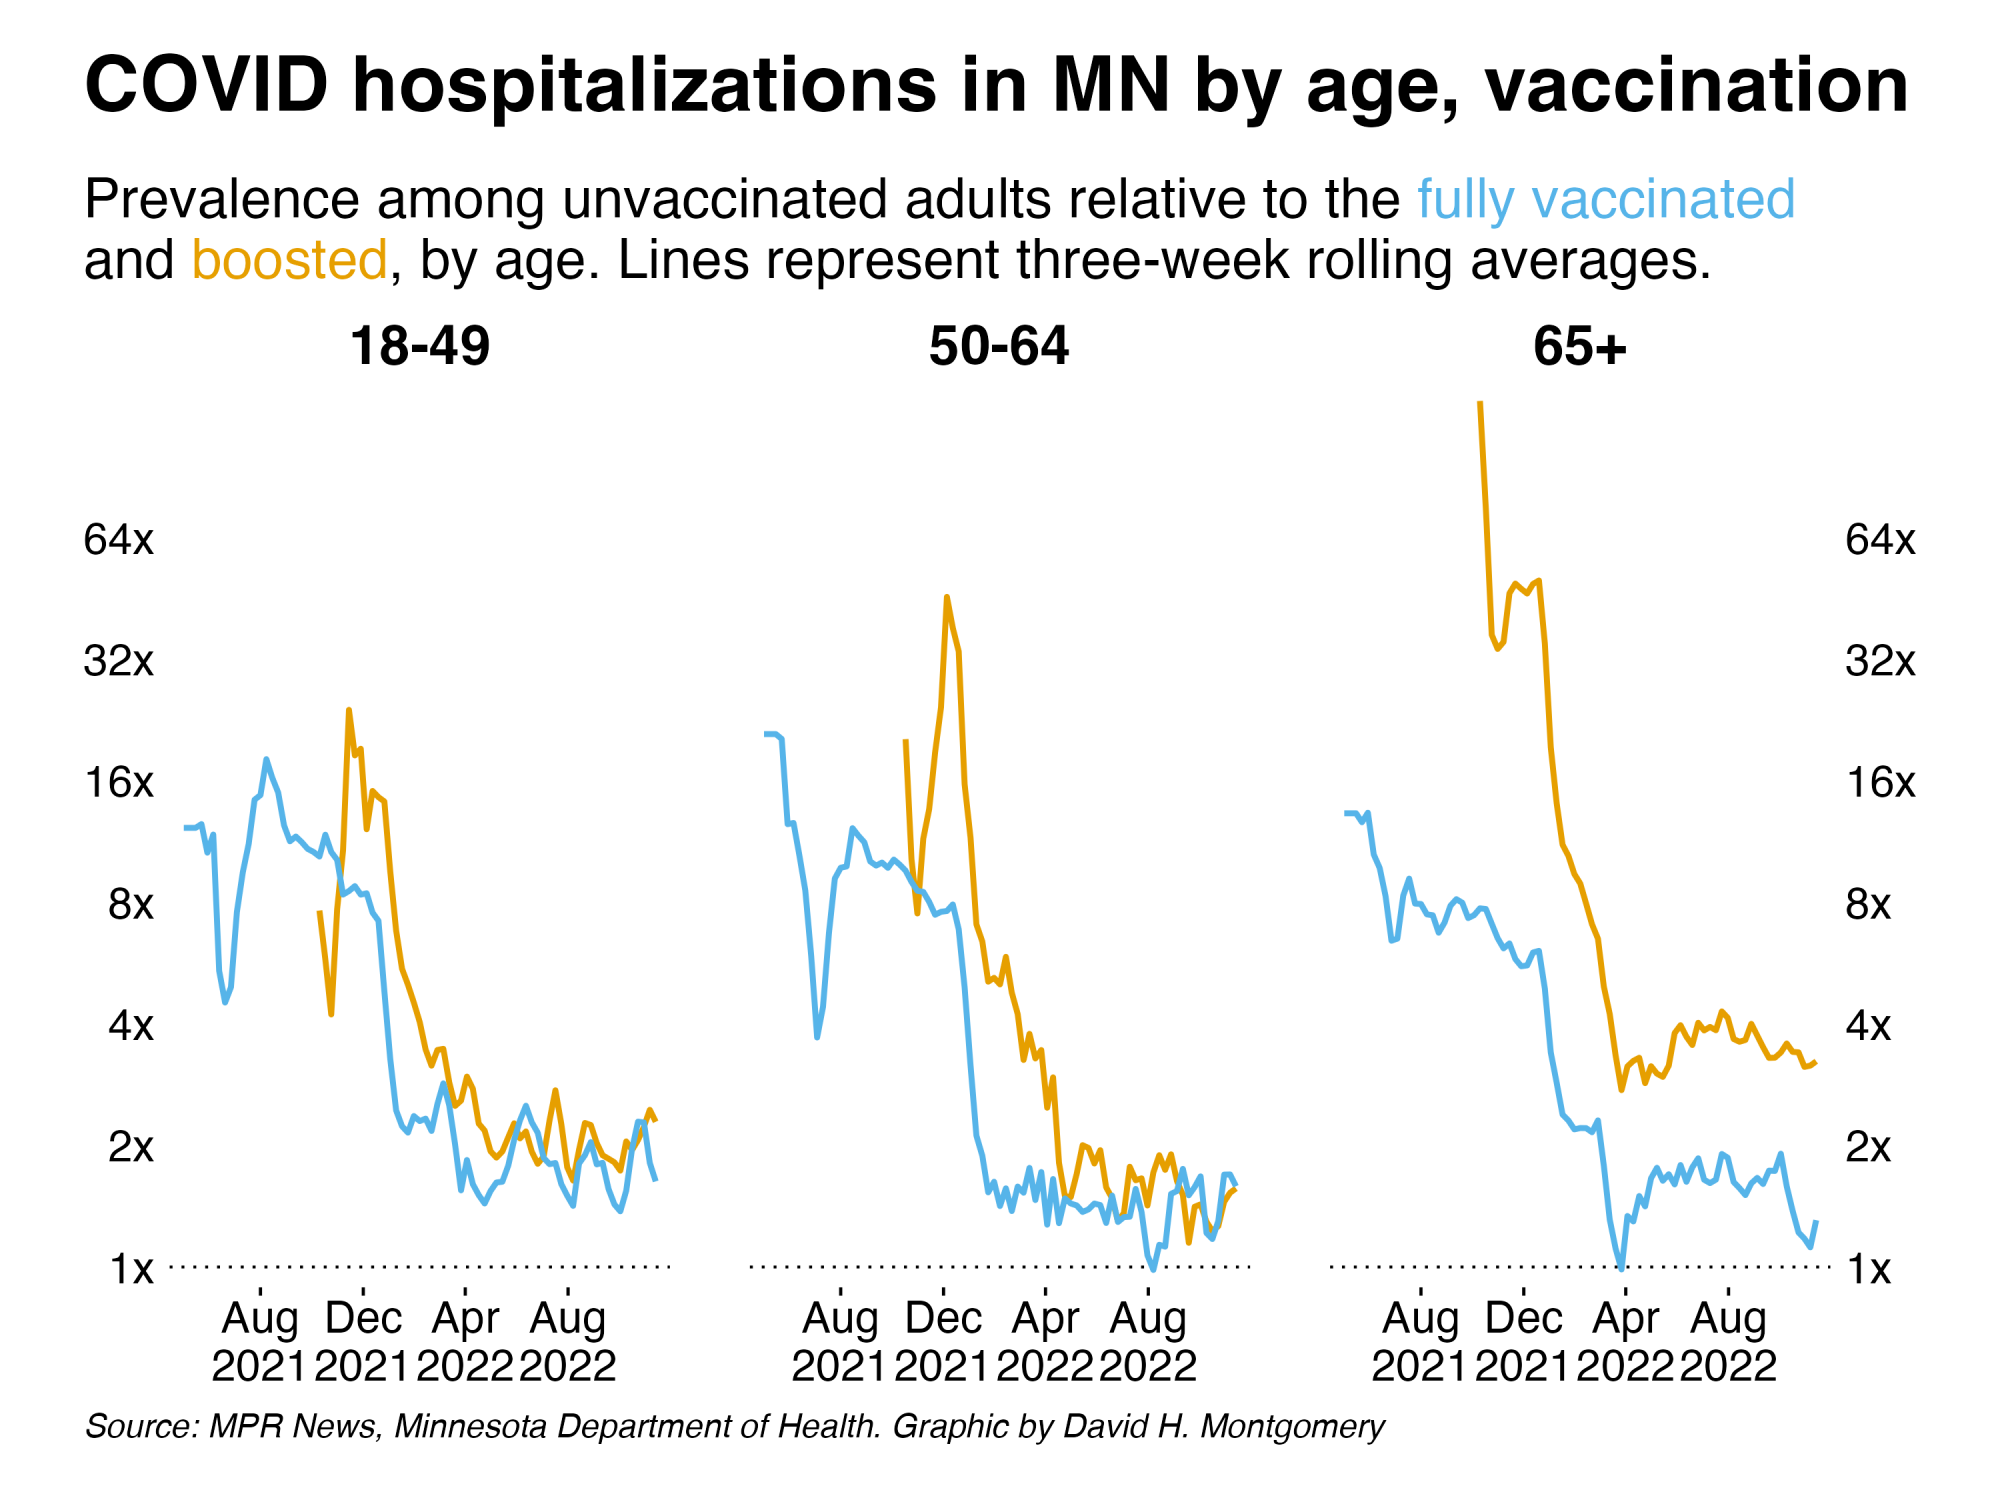 COVID hospitalizations in MN by age, vaccination
Prevalence among unvaccinated adults relative to the fully vaccinated
and boosted, by age. Lines represent three-week rolling averages.
18-49 50-64 65+
64x 64x
32x 32x
16x 16x
8x 8x
4x 4x
2x 2x
1x 1x
Aug Dec Apr Aug Aug Dec Apr Aug Aug Dec Apr Aug
2021 2021 2022 2022 2021 2021 2022 2022 2021 2021 2022 2022
Source: MPR News, Minnesota Department of Health. Graphic by David H. Montgomery